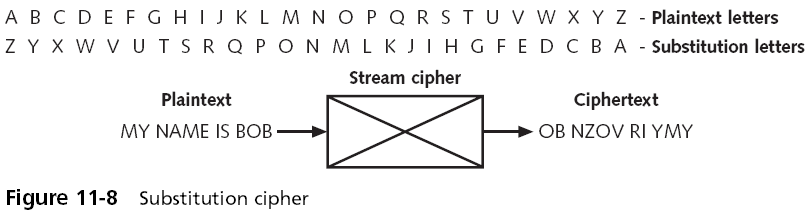 A B C D E F G H I J K L M N O P Q R S T U V W X Y Z - Plaintext letters
Z Y X W V U T S R Q P O N M L K J I H G F E D C B A - Substitution letters
Stream cipher
Plaintext
Ciphertext
MY NAME IS BOB
OB NZOV RI YMY
Figure 11-8 Substitution cipher